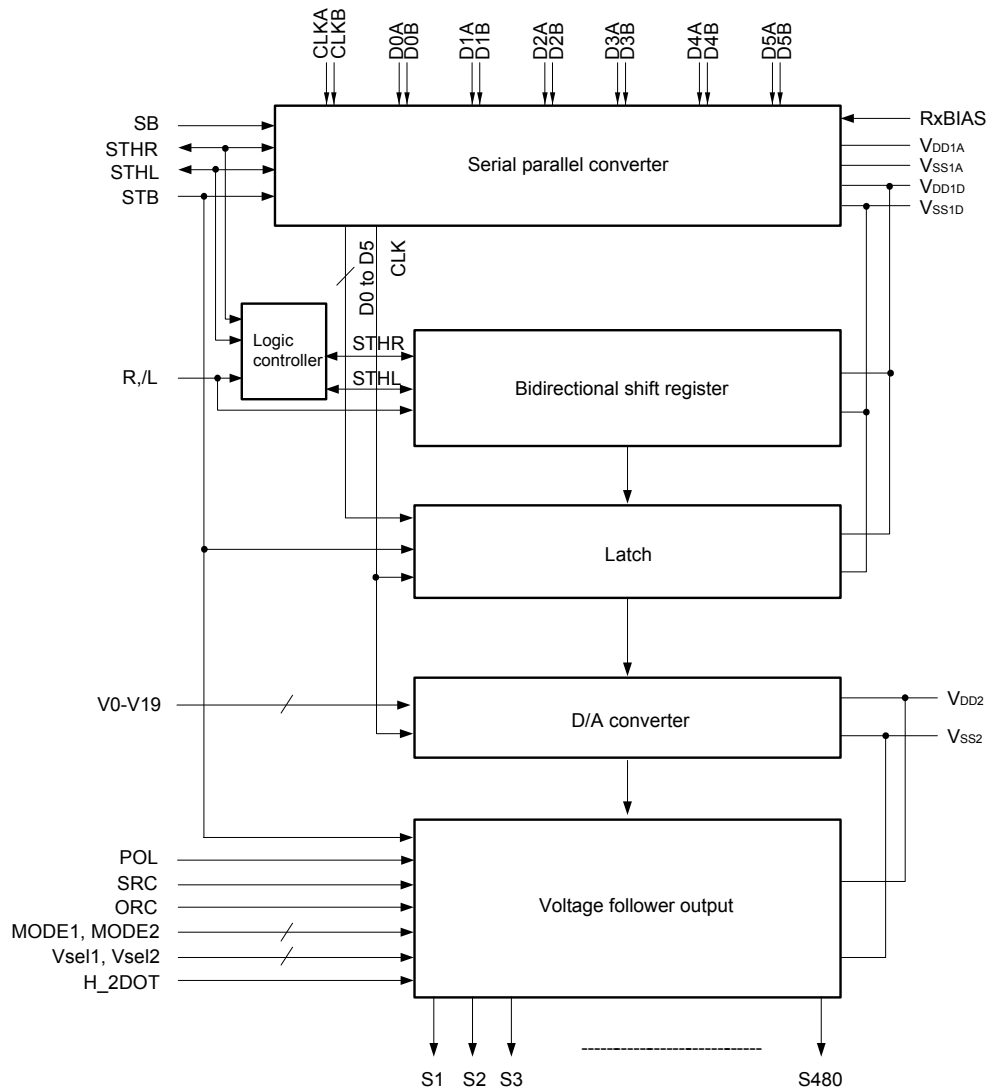 CLKA
CLKB
D0A
D0B
D1A
D1B
D2A
D2B
D3A
D3B
D4A
D4B
D5A
D5B
SB
STHR
STHL
STB
Serial parallel converter
RxBIAS
VDD1A
VSS1A
VDD1D
VSS1D
D0 to D5
CLK
Logic
controller
STHR
STHL
R,/L
Bidirectional shift register
Latch
V0-V19
D/A converter
VDD2
VSS2
POL
SRC
ORC
MODE1, MODE2
Vsel1, Vsel2
H_2DOT
Voltage follower output
S1 S2 S3 S480